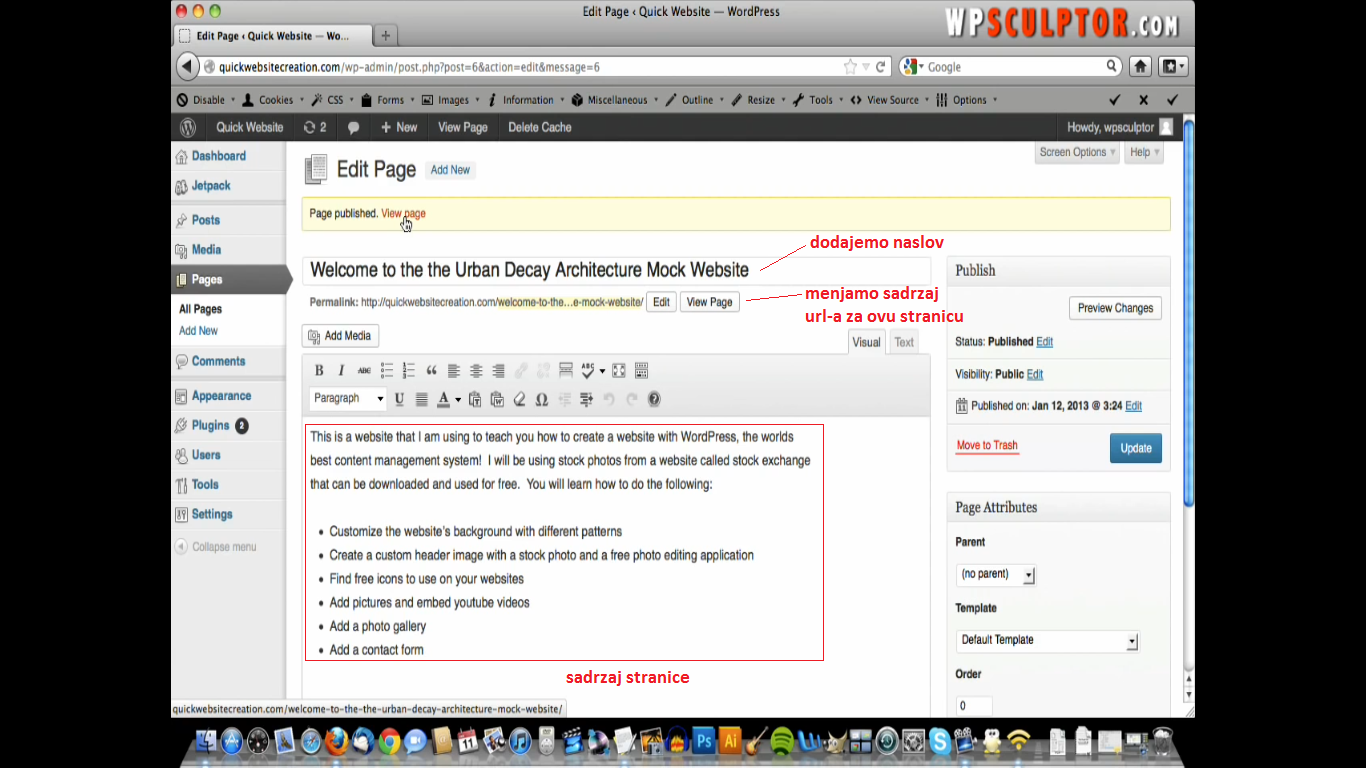 Edit Page ‹ Quick Website — WordPress
WPSCULPTOR.COM
Edit Page ‹ Quick Website — Wo...
quickwebsitecreation.com/wp-admin/post.php?post=6&action=edit&message=6
Google
Disable Cookies CSS Forms Images Information Miscellaneous Outline Resize Tools View Source Options
Quick Website 2 + New View Page Delete Cache Howdy, wpsculptor
Screen Options Help
Dashboard
Jetpack
Posts
Media
Pages
All Pages
Add New
Comments
Appearance
Plugins 2
Users
Tools
Settings
Collapse menu
Edit Page Add New
Page published. View page
dodajemo naslov
Welcome to the the Urban Decay Architecture Mock Website
menjamo sadrzaj
url-a za ovu stranicu
Permalink: http://quickwebsitecreation.com/welcome-to-the…e-mock-website/ Edit View Page
Add Media
Visual Text
B I ABC ABC
Paragraph U A Ω ?
This is a website that I am using to teach you how to create a website with WordPress, the worlds
best content management system! I will be using stock photos from a website called stock exchange
that can be downloaded and used for free. You will learn how to do the following:
• Customize the website's background with different patterns
• Create a custom header image with a stock photo and a free photo editing application
• Find free icons to use on your websites
• Add pictures and embed youtube videos
• Add a photo gallery
• Add a contact form
sadrzaj stranice
Publish
Preview Changes
Status: Published Edit
Visibility: Public Edit
Published on: Jan 12, 2013 @ 3:24 Edit
Move to Trash Update
Page Attributes
Parent
(no parent)
Template
Default Template
Order
0
quickwebsitecreation.com/welcome-to-the-the-urban-decay-architecture-mock-website/
11
Ps Ai